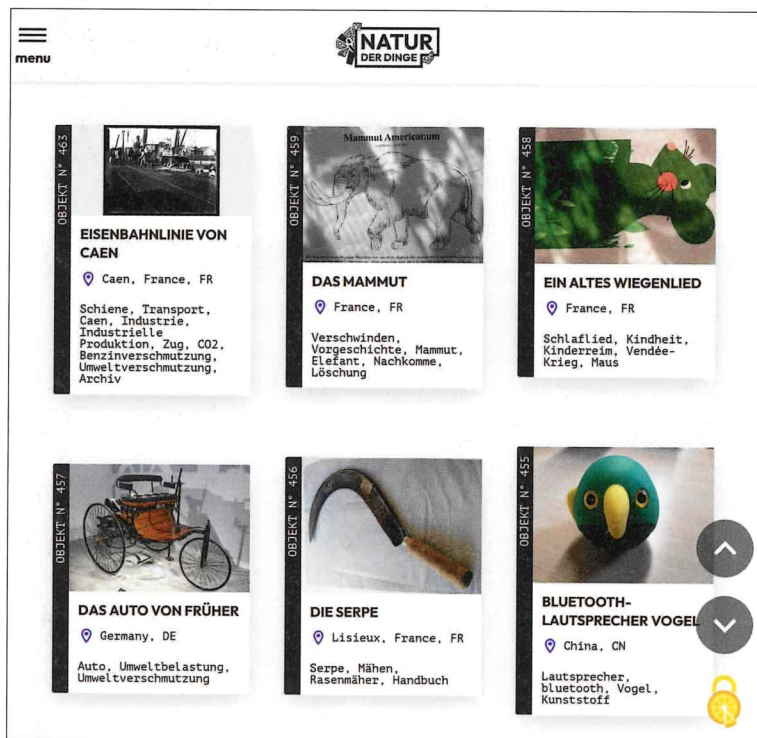 menu
NATUR
DER DINGE
OBJEKT N° 463
EISENBAHNLINIE VON
CAEN
Caen, France, FR
Schiene, Transport,
Caen, Industrie,
Industrielle
Produktion, Zug, CO2,
Benzinverschmutzung,
Umweltverschmutzung,
Archiv
OBJEKT N° 459
Mammut Americanum
DAS MAMMUT
France, FR
Verschwinden,
Vorgeschichte, Mammut,
Elefant, Nachkomme,
Löschung
OBJEKT N° 458
EIN ALTES WIEGENLIED
France, FR
Schlaflied, Kindheit,
Kinderreim, Vendée-
Krieg, Maus
OBJEKT N° 457
DAS AUTO VON FRÜHER
Germany, DE
Auto, Umweltbelastung,
Umweltverschmutzung
OBJEKT N° 456
DIE SERPE
Lisieux, France, FR
Serpe, Mähen,
Rasenmäher, Handbuch
OBJEKT N° 455
BLUETOOTH-
LAUTSPRECHER VOGEL
China, CN
Lautsprecher,
bluetooth, Vogel,
Kunststoff